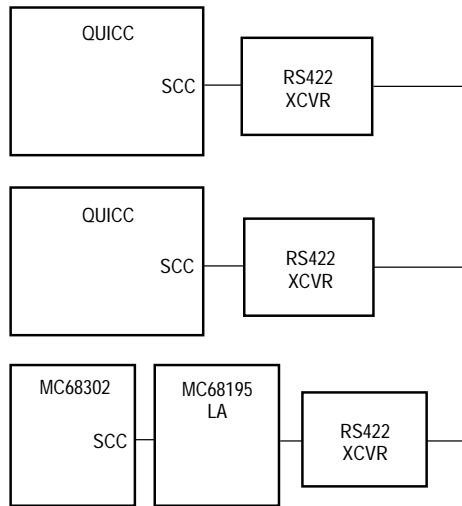 QUICC
SCC
RS422
XCVR
QUICC
SCC
RS422
XCVR
MC68302
SCC
MC68195
LA
RS422
XCVR